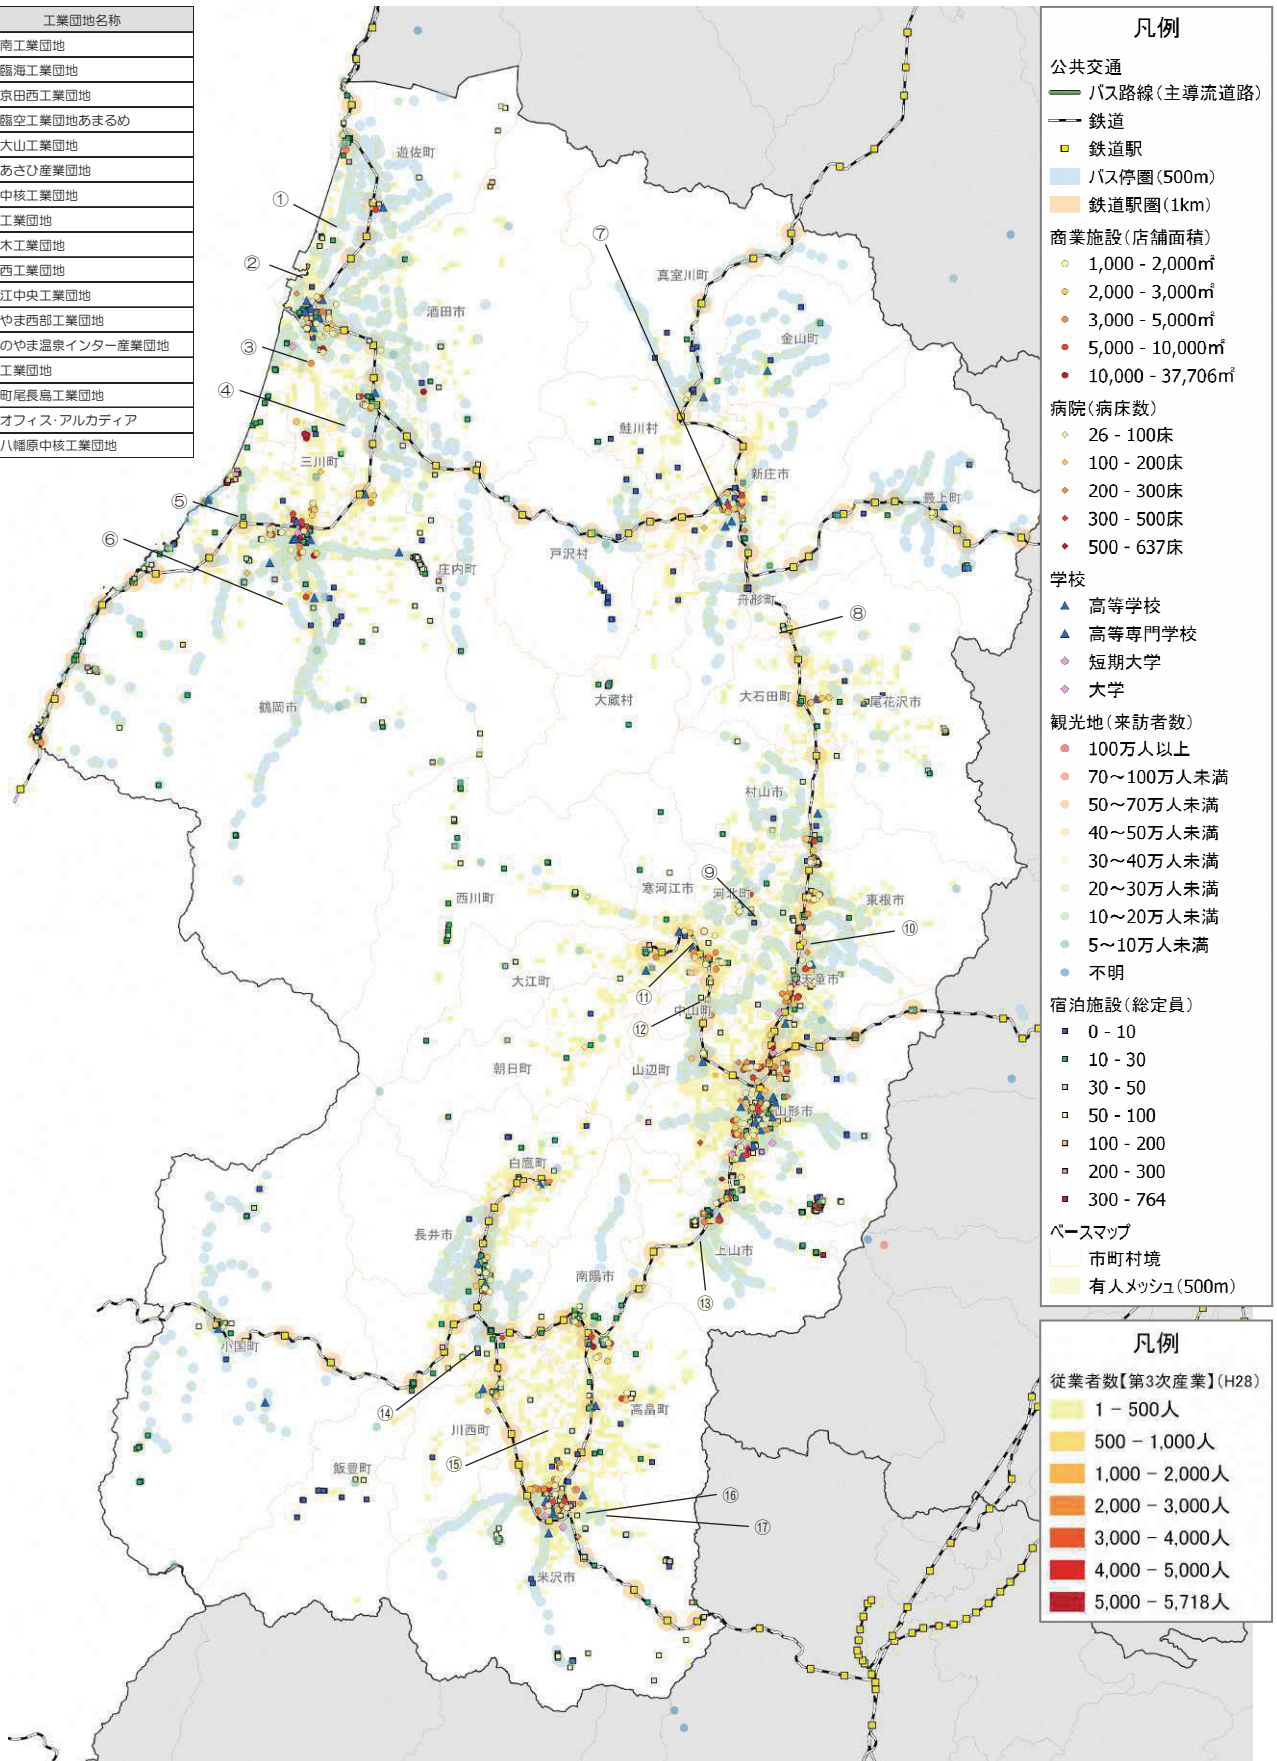 工業団地名称
南工業団地
臨海工業団地
京田西工業団地
臨空工業団地あまるめ
大山工業団地
あさひ産業団地
中核工業団地
工業団地
木工業団地
西工業団地
江中央工業団地
やま西部工業団地
のやま温泉インター産業団地
工業団地
町尾長島工業団地
オフィス・アルカディア
八幡原中核工業団地
遊佐町
①
②
酒田市
③
④
三川町
⑤
⑥
庄内町
鶴岡市
⑦
真室川町
金山町
鮭川村
新庄市
最上町
戸沢村
舟形町
⑧
大蔵村
大石田町
尾花沢市
村山市
⑨
寒河江市
河北町
東根市
西川町
⑩
大江町
天童市
⑪
中山町
⑫
朝日町
山辺町
山形市
白鷹町
長井市
上山市
南陽市
⑬
小国町
⑭
高畠町
川西町
⑮
飯豊町
⑯
⑰
米沢市
凡例
公共交通
バス路線(主導流道路)
鉄道
鉄道駅
バス停圏(500m)
鉄道駅圏(1km)
商業施設(店舗面積)
1,000 - 2,000㎡
2,000 - 3,000㎡
3,000 - 5,000㎡
5,000 - 10,000㎡
10,000 - 37,706㎡
病院(病床数)
26 - 100床
100 - 200床
200 - 300床
300 - 500床
500 - 637床
学校
高等学校
高等専門学校
短期大学
大学
観光地(来訪者数)
100万人以上
70～100万人未満
50～70万人未満
40～50万人未満
30～40万人未満
20～30万人未満
10～20万人未満
5～10万人未満
不明
宿泊施設(総定員)
0 - 10
10 - 30
30 - 50
50 - 100
100 - 200
200 - 300
300 - 764
ベースマップ
市町村境
有人メッシュ(500m)
凡例
従業者数【第3次産業】(H28)
1 - 500人
500 - 1,000人
1,000 - 2,000人
2,000 - 3,000人
3,000 - 4,000人
4,000 - 5,000人
5,000 - 5,718人